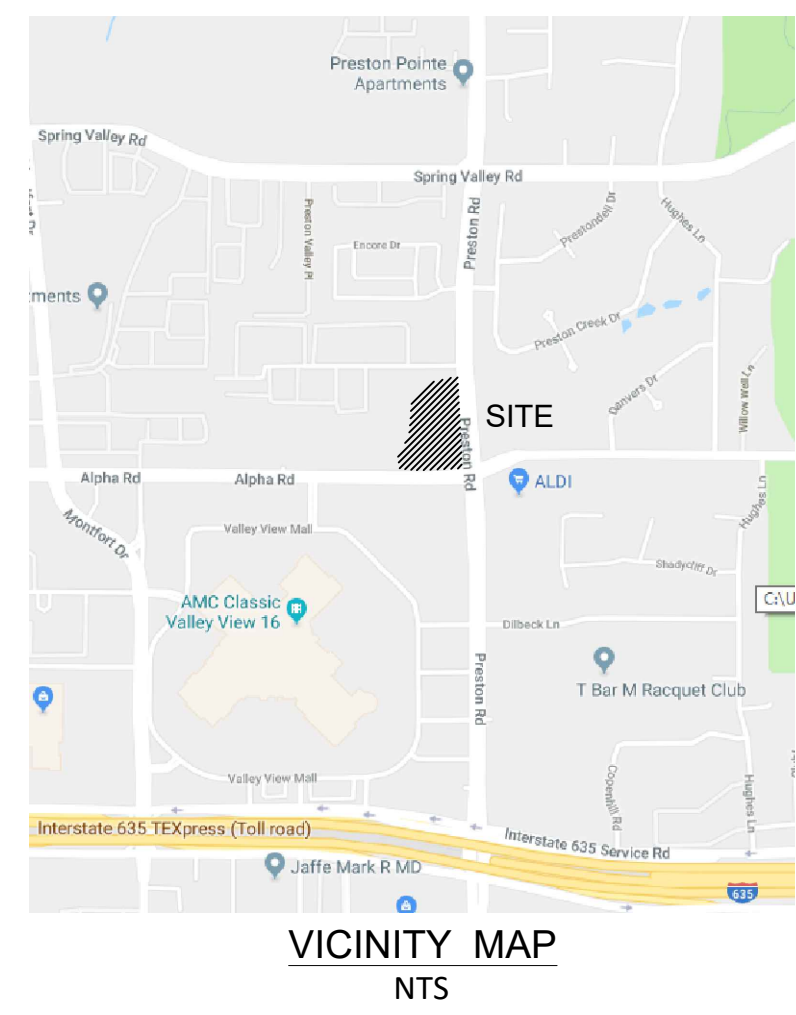 Preston Pointe
Apartments
Spring Valley Rd
Spring Valley Rd
Preston Rd
Preston Valley Pl
Encore Dr
Prestondell Dr
Hughes Ln
ments
Preston Creek Dr
Danvers Dr
Willow Well Ln
SITE
Preston Rd
Alpha Rd
Alpha Rd
ALDI
Hughes Ln
Montfort Dr
Valley View Mall
Shadycliff Dr
C:\U
AMC Classic
Valley View 16
Dilbeck Ln
T Bar M Racquet Club
Preston Rd
Valley View Mall
Copenhill Rd
Hughes Ln
Interstate 635 TEXpress (Toll road)
Interstate 635 Service Rd
Jaffe Mark R MD
635
VICINITY MAP
NTS